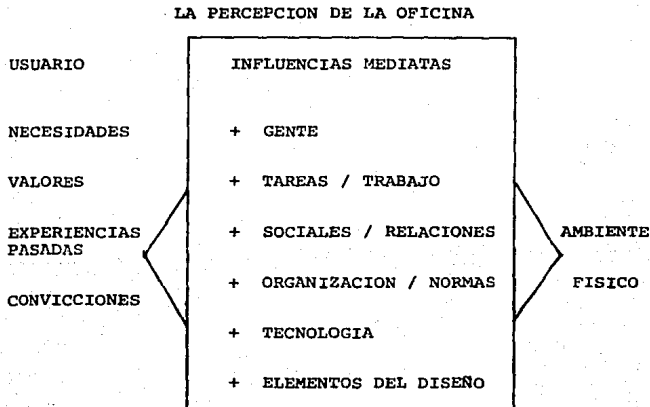 LA PERCEPCION DE LA OFICINA
USUARIO
NECESIDADES
VALORES
EXPERIENCIAS
PASADAS
CONVICCIONES
INFLUENCIAS MEDIATAS
+ GENTE
+ TAREAS / TRABAJO
+ SOCIALES / RELACIONES
+ ORGANIZACION / NORMAS
+ TECNOLOGIA
+ ELEMENTOS DEL DISEÑO
AMBIENTE
FISICO